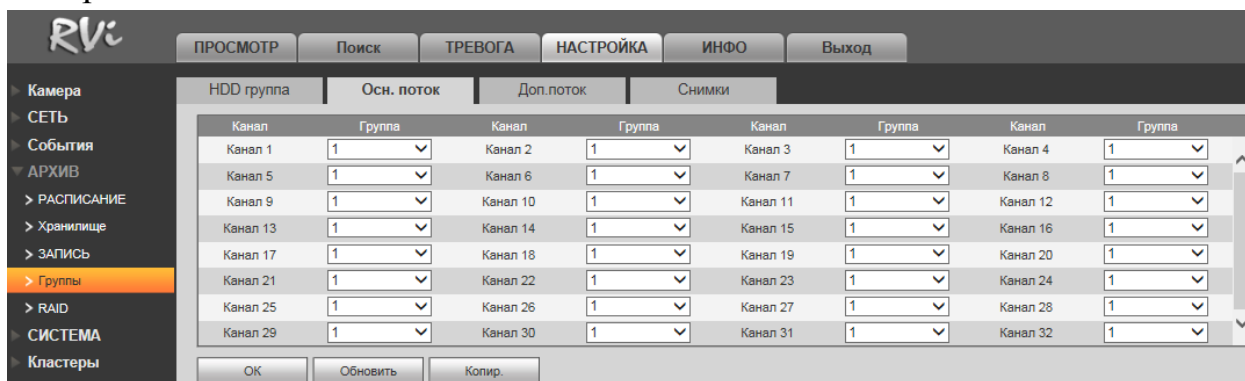 RVi
ПРОСМОТР Поиск ТРЕВОГА НАСТРОЙКА ИНФО Выход
Камера
СЕТЬ
События
АРХИВ
> РАСПИСАНИЕ
> Хранилище
> ЗАПИСЬ
> Группы
> RAID
СИСТЕМА
Кластеры
HDD группа Осн. поток Доп.поток Снимки
Канал Группа Канал Группа Канал Группа Канал Группа
Канал 1 1 Канал 2 1 Канал 3 1 Канал 4 1
Канал 5 1 Канал 6 1 Канал 7 1 Канал 8 1
Канал 9 1 Канал 10 1 Канал 11 1 Канал 12 1
Канал 13 1 Канал 14 1 Канал 15 1 Канал 16 1
Канал 17 1 Канал 18 1 Канал 19 1 Канал 20 1
Канал 21 1 Канал 22 1 Канал 23 1 Канал 24 1
Канал 25 1 Канал 26 1 Канал 27 1 Канал 28 1
Канал 29 1 Канал 30 1 Канал 31 1 Канал 32 1
ОК Обновить Копир.